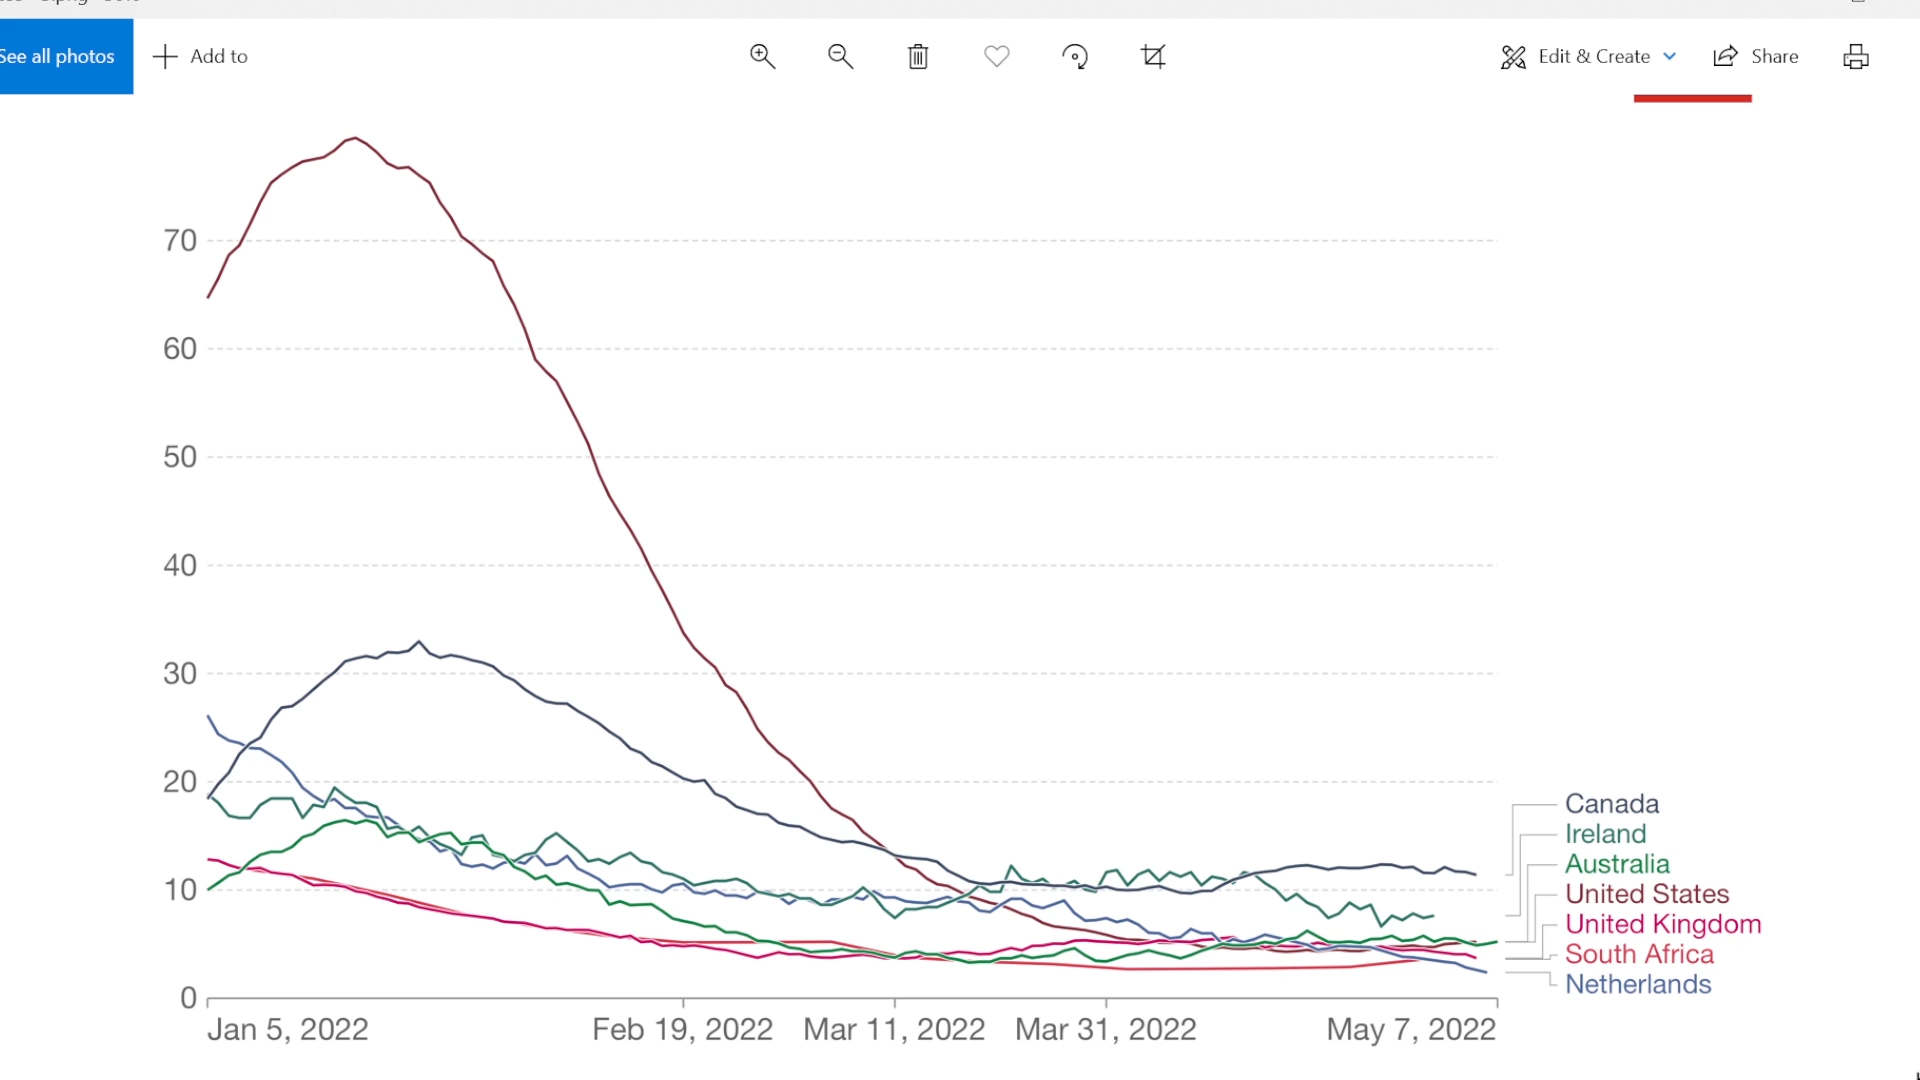 See all photos
Add to
Edit & Create
Share
70
60
50
40
30
20
10
0
Canada
Ireland
Australia
United States
United Kingdom
South Africa
Netherlands
Jan 5, 2022
Feb 19, 2022
Mar 11, 2022
Mar 31, 2022
May 7, 2022